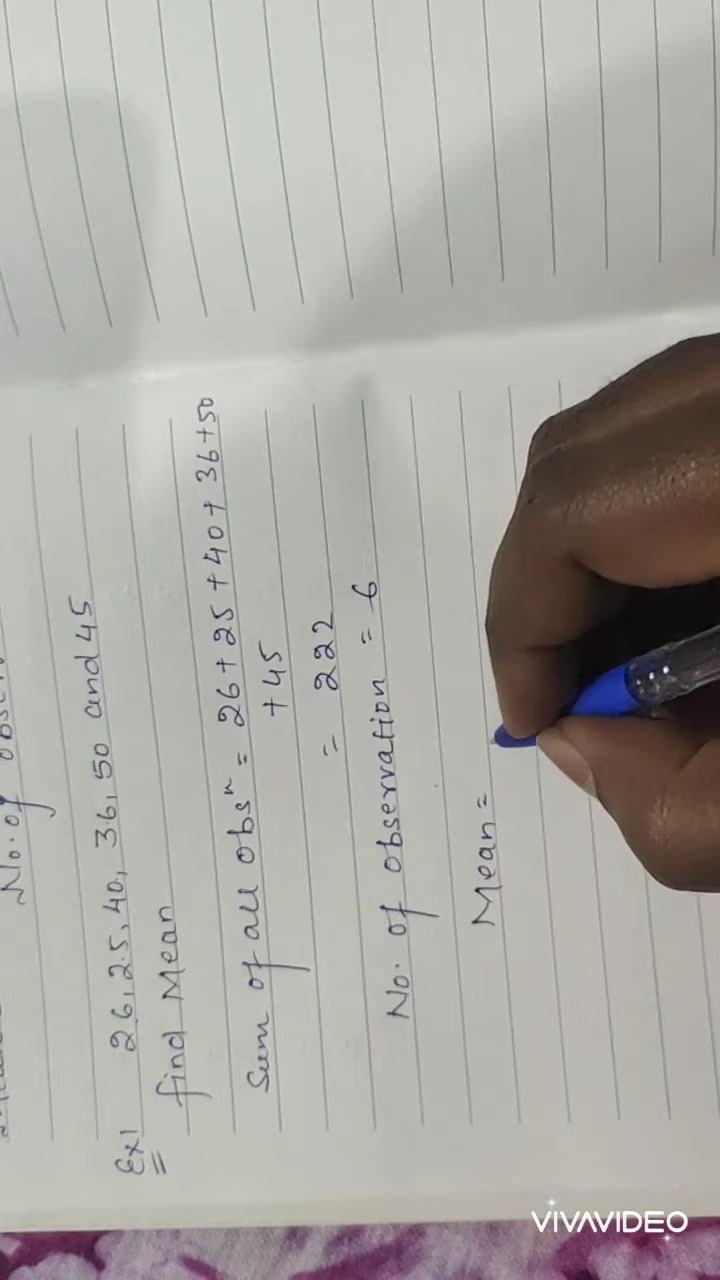 No. of
Ex1 26, 25, 40, 36, 50 and 45
find Mean
Sum of all obsⁿ = 26+25+40+36+50
+45
= 222
No. of observation = 6
Mean =
VIVAVIDEO